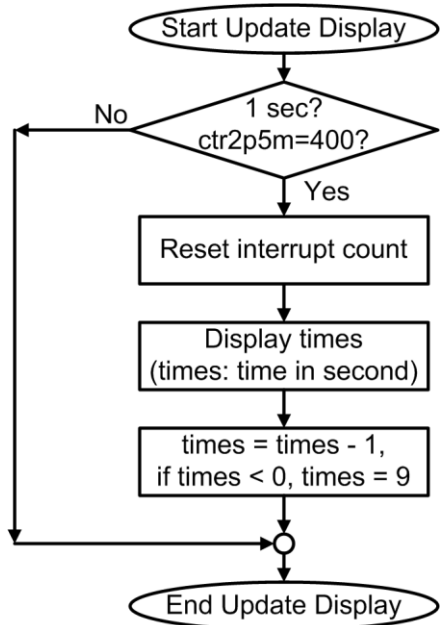 Start Update Display
1 sec?
ctr2p5m=400?
No
Yes
Reset interrupt count
Display times
(times: time in second)
times = times - 1,
if times < 0, times = 9
End Update Display